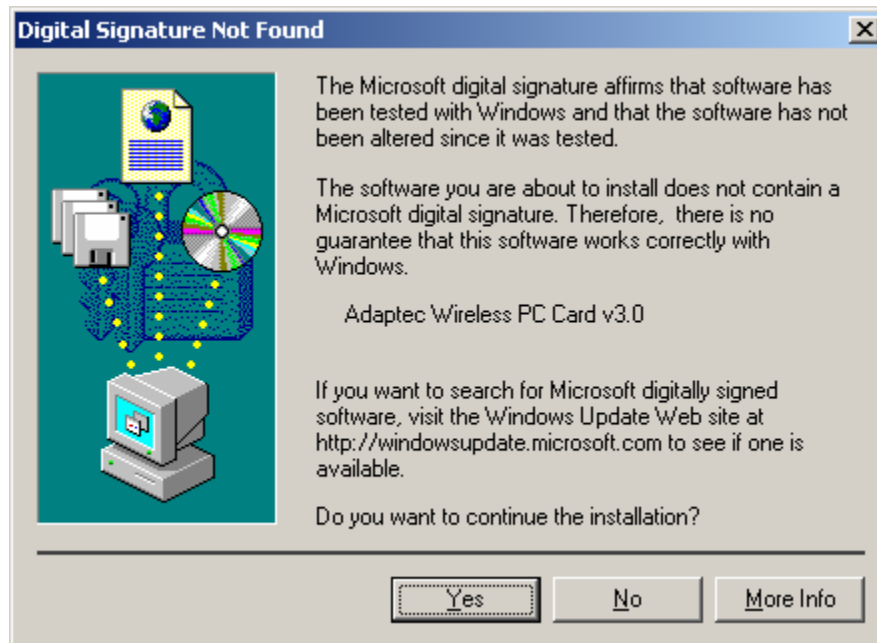 Digital Signature Not Found
The Microsoft digital signature affirms that software has
been tested with Windows and that the software has not
been altered since it was tested.
The software you are about to install does not contain a
Microsoft digital signature. Therefore,  there is no
guarantee that this software works correctly with
Windows.
Adaptec Wireless PC Card v3.0
If you want to search for Microsoft digitally signed
software, visit the Windows Update Web site at
http://windowsupdate.microsoft.com to see if one is
available.
Do you want to continue the installation?
Yes No More Info